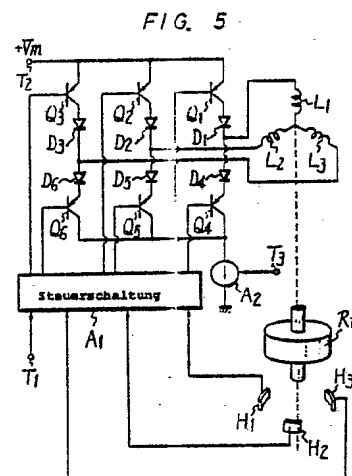 FIG. 5
+Vm
T2
Q3
Q2
Q1
L1
D3
D2
D1
L2
L3
D6
D5
D4
Q6
Q5
Q4
T3
A2
Steuerschaltung
A1
T1
H1
H3
H2